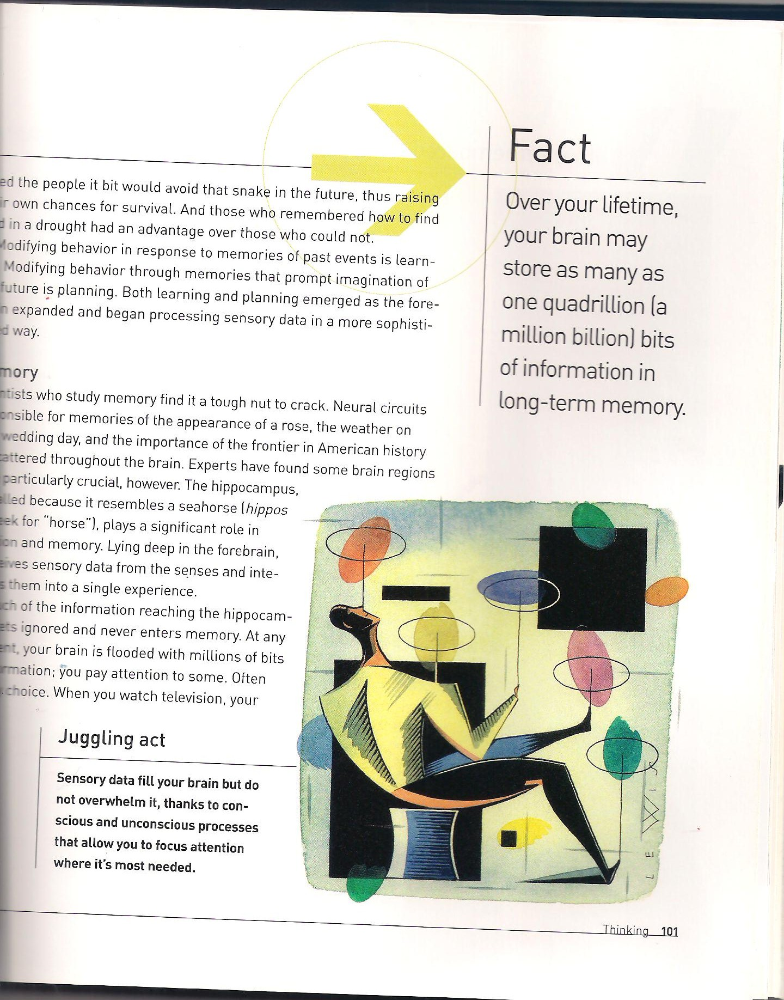 Fact
Over your lifetime,
your brain may
store as many as
one quadrillion (a
million billion) bits
of information in
long-term memory.
ed the people it bit would avoid that snake in the future, thus raising
r own chances for survival. And those who remembered how to find
d in a drought had an advantage over those who could not.
Modifying behavior in response to memories of past events is learn-
Modifying behavior through memories that prompt imagination of
future is planning. Both learning and planning emerged as the fore-
n expanded and began processing sensory data in a more sophisti-
ed way.
mory
ntists who study memory find it a tough nut to crack. Neural circuits
onsible for memories of the appearance of a rose, the weather on
wedding day, and the importance of the frontier in American history
cattered throughout the brain. Experts have found some brain regions
particularly crucial, however. The hippocampus,
lled because it resembles a seahorse (hippos
eek for "horse"), plays a significant role in
ion and memory. Lying deep in the forebrain,
eives sensory data from the senses and inte-
s them into a single experience.
ch of the information reaching the hippocam-
ets ignored and never enters memory. At any
ent, your brain is flooded with millions of bits
rmation; you pay attention to some. Often
choice. When you watch television, your
Juggling act
Sensory data fill your brain but do
not overwhelm it, thanks to con-
scious and unconscious processes
that allow you to focus attention
where it's most needed.
LEWIS
Thinking 101